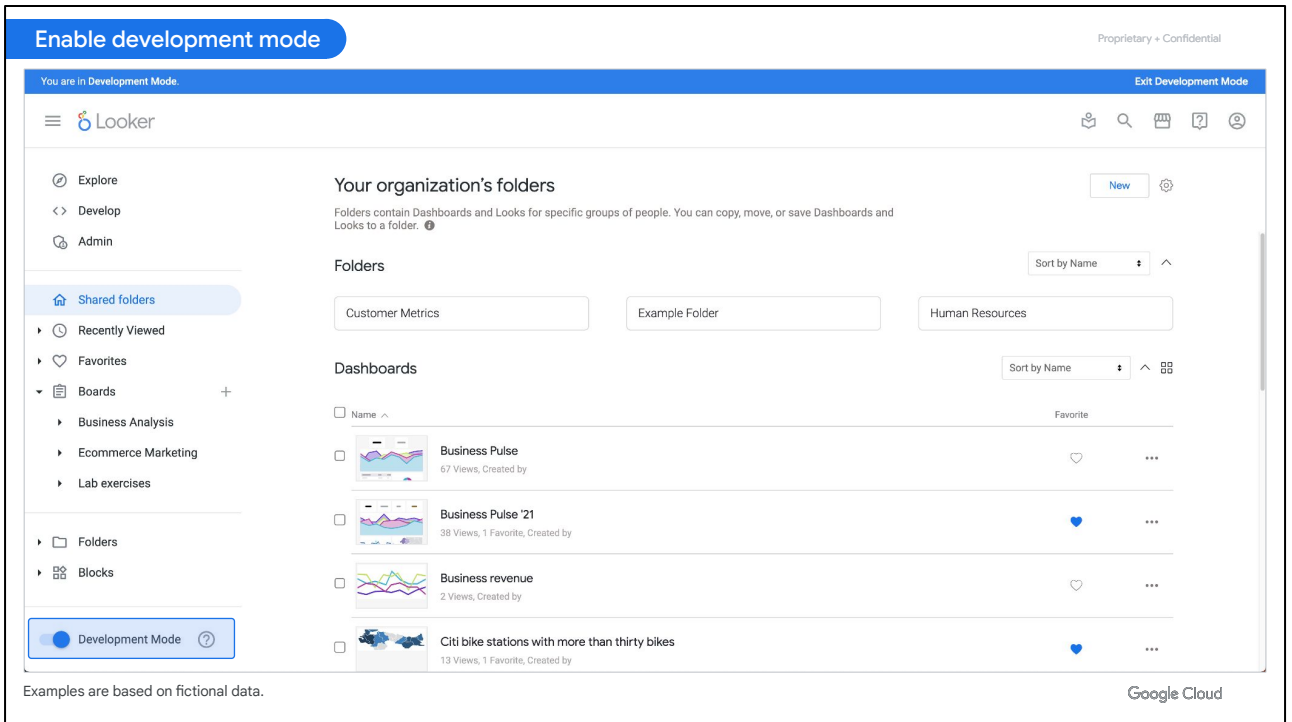 Enable development mode
Proprietary + Confidential
You are in Development Mode.
Exit Development Mode
Looker
Explore
Develop
Admin
Shared folders
Recently Viewed
Favorites
Boards
Business Analysis
Ecommerce Marketing
Lab exercises
Folders
Blocks
Development Mode
Your organization's folders
New
Folders contain Dashboards and Looks for specific groups of people. You can copy, move, or save Dashboards and
Looks to a folder.
Folders
Sort by Name
Customer Metrics
Example Folder
Human Resources
Dashboards
Sort by Name
Name
Favorite
Business Pulse
67 Views, Created by
Business Pulse '21
38 Views, 1 Favorite, Created by
Business revenue
2 Views, Created by
Citi bike stations with more than thirty bikes
13 Views, 1 Favorite, Created by
Examples are based on fictional data.
Google Cloud